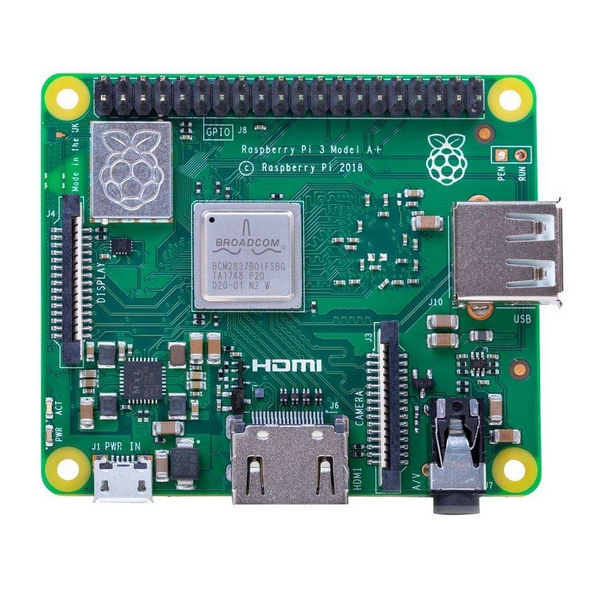 GPIO J8
Raspberry Pi 3 Model A+
© Raspberry Pi 2018
Made in the UK
PEN
RUN
J4
DISPLAY
BROADCOM
BCM2837B0IFSBG
TA1748 P20
020-01 N2 W
J10
USB
HDMI
J3
CAMERA
J6
ACT
PWR
J1 PWR IN
HDMI
A/V
J7